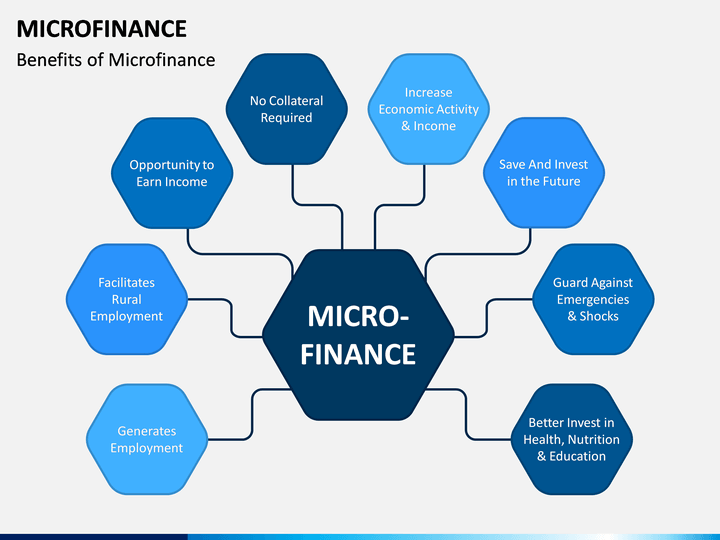 MICROFINANCE
Benefits of Microfinance
No Collateral
Required
Increase
Economic Activity
& Income
Opportunity to
Earn Income
Save And Invest
in the Future
Facilitates
Rural
Employment
Guard Against
Emergencies
& Shocks
MICRO-
FINANCE
Generates
Employment
Better Invest in
Health, Nutrition
& Education